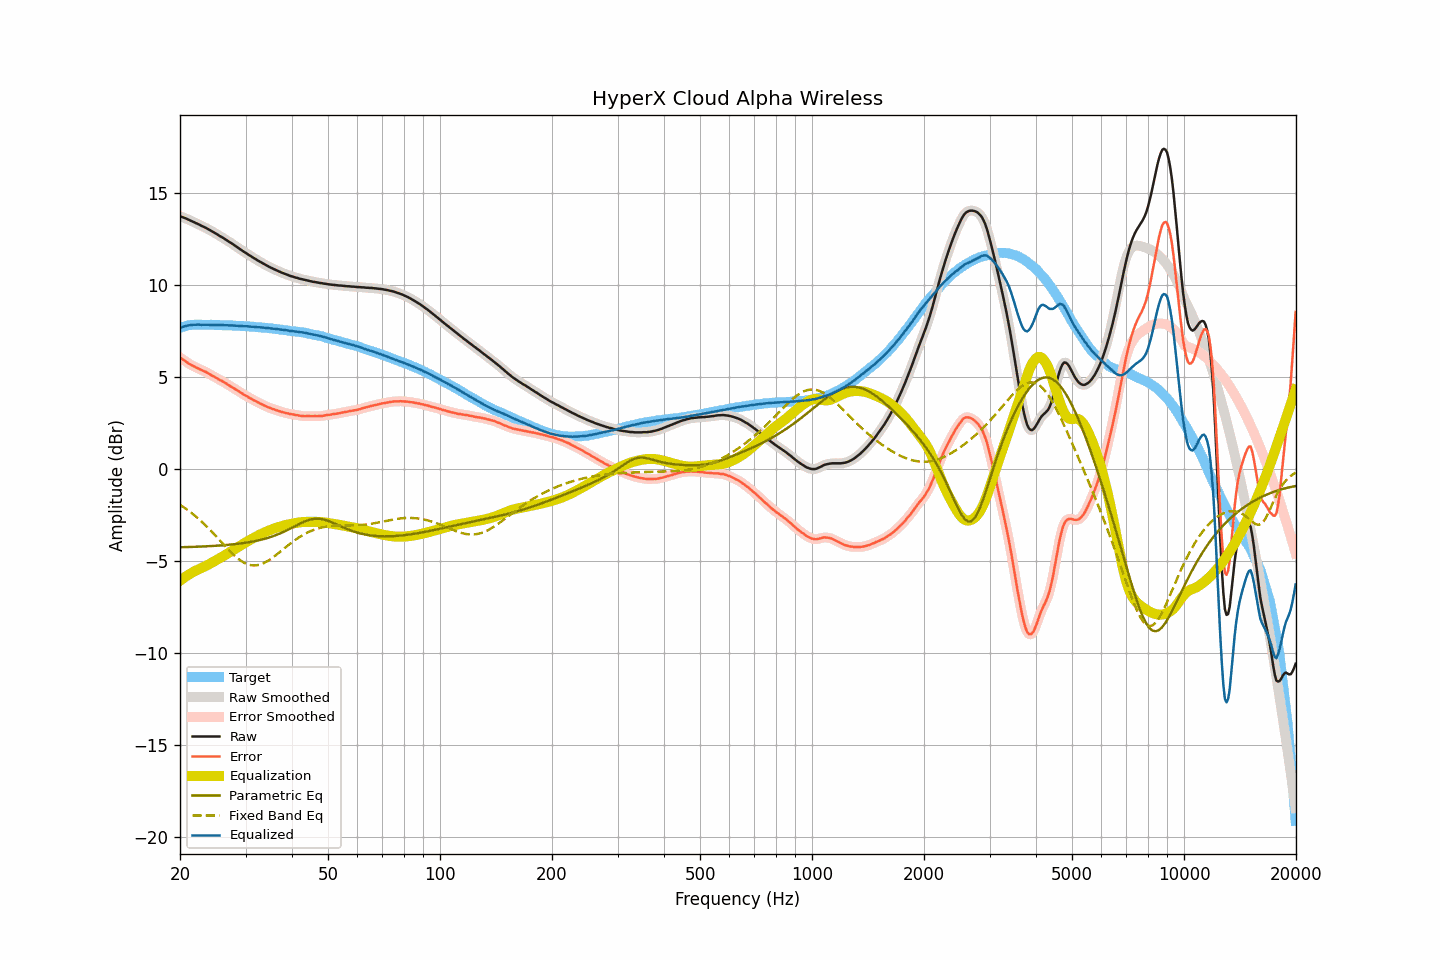 HyperX Cloud Alpha Wireless
Amplitude (dBr)
15
10
5
0
−5
−10
−15
−20
Target
Raw Smoothed
Error Smoothed
Raw
Error
Equalization
Parametric Eq
Fixed Band Eq
Equalized
20 50 100 200 500 1000 2000 5000 10000 20000
Frequency (Hz)